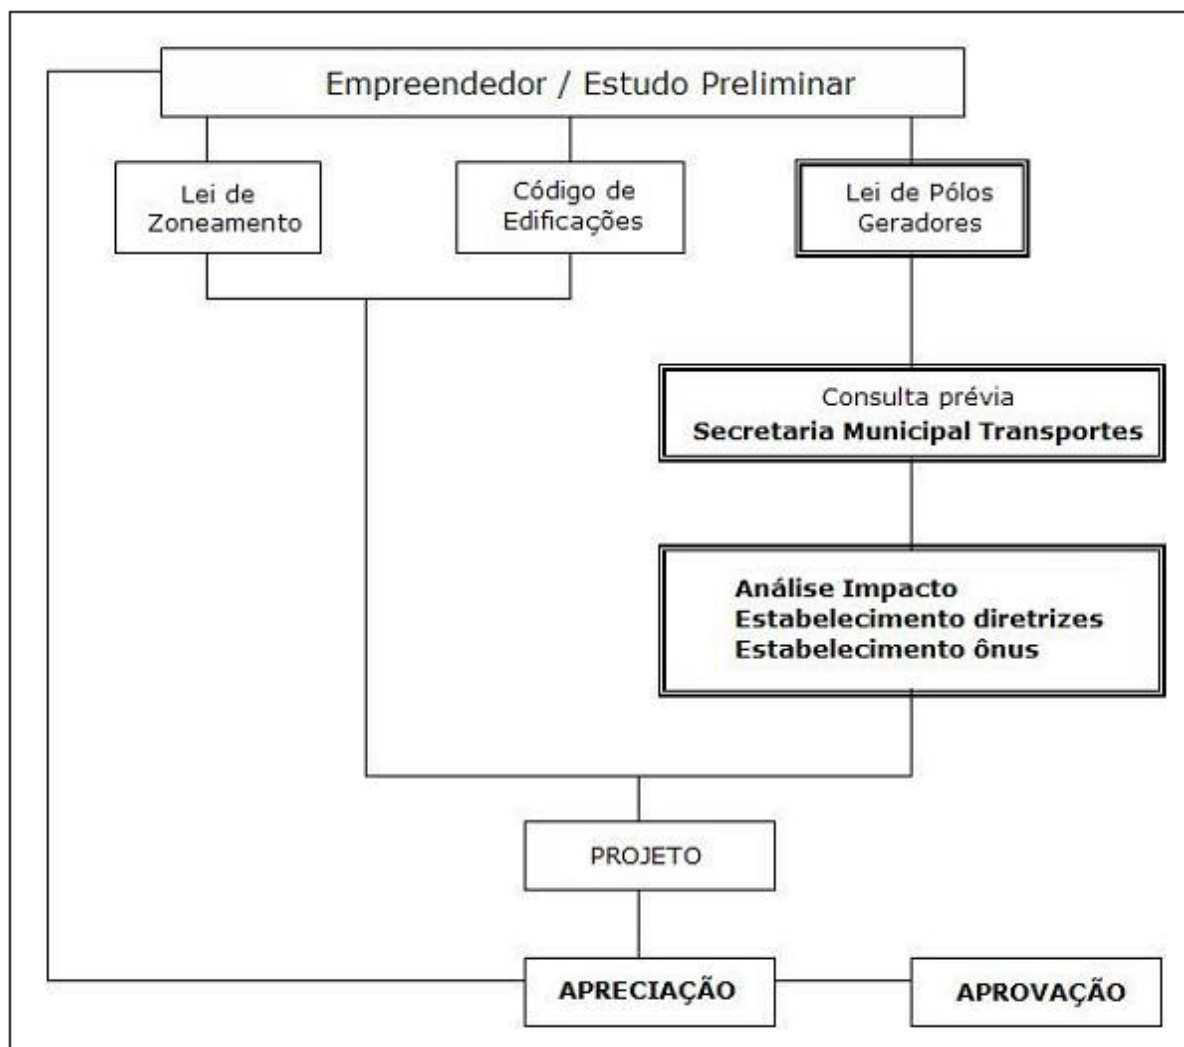 Empreendedor / Estudo Preliminar
Lei de
Zoneamento
Código de
Edificações
Lei de Pólos
Geradores
Consulta prévia
Secretaria Municipal Transportes
Análise Impacto
Estabelecimento diretrizes
Estabelecimento ônus
PROJETO
APRECIAÇÃO
APROVAÇÃO